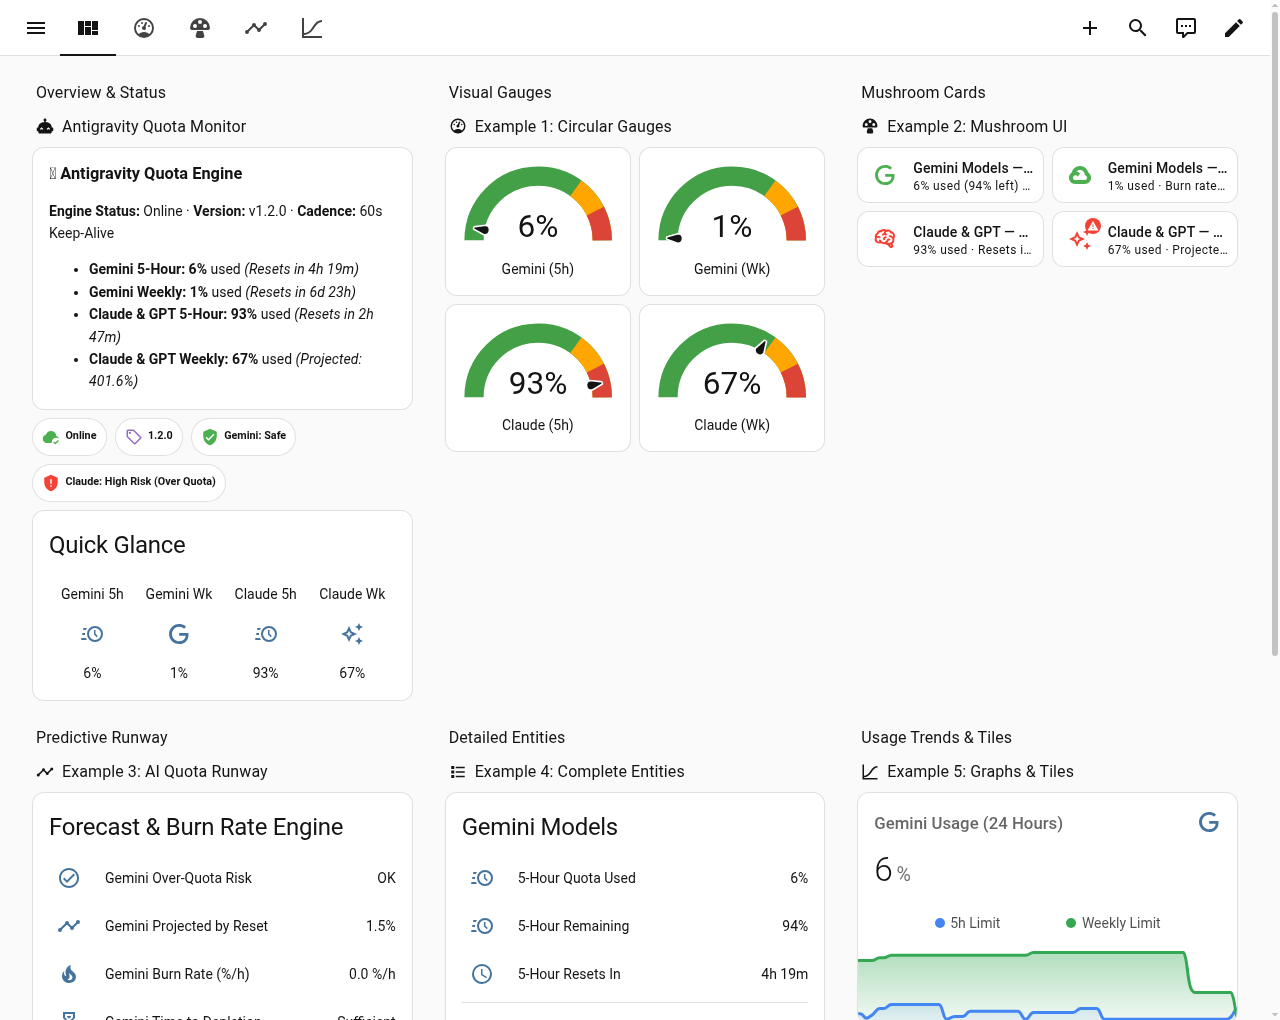 Overview & Status
Antigravity Quota Monitor
Antigravity Quota Engine
Engine Status: Online · Version: v1.2.0 · Cadence: 60s
Keep-Alive
• Gemini 5-Hour: 6% used (Resets in 4h 19m)
• Gemini Weekly: 1% used (Resets in 6d 23h)
• Claude & GPT 5-Hour: 93% used (Resets in 2h
47m)
• Claude & GPT Weekly: 67% used (Projected:
401.6%)
Online
1.2.0
Gemini: Safe
Claude: High Risk (Over Quota)
Quick Glance
Gemini 5h Gemini Wk Claude 5h Claude Wk
6% 1% 93% 67%
Visual Gauges
Example 1: Circular Gauges
6%
Gemini (5h)
1%
Gemini (Wk)
93%
Claude (5h)
67%
Claude (Wk)
Mushroom Cards
Example 2: Mushroom UI
Gemini Models —…
6% used (94% left) …
Gemini Models —…
1% used · Burn rate…
Claude & GPT — …
93% used · Resets i…
Claude & GPT — …
67% used · Projecte…
Predictive Runway
Example 3: AI Quota Runway
Forecast & Burn Rate Engine
Gemini Over-Quota Risk OK
Gemini Projected by Reset 1.5%
Gemini Burn Rate (%/h) 0.0 %/h
Gemini Time to Depletion Sufficient
Detailed Entities
Example 4: Complete Entities
Gemini Models
5-Hour Quota Used 6%
5-Hour Remaining 94%
5-Hour Resets In 4h 19m
Usage Trends & Tiles
Example 5: Graphs & Tiles
Gemini Usage (24 Hours)
6 %
5h Limit Weekly Limit